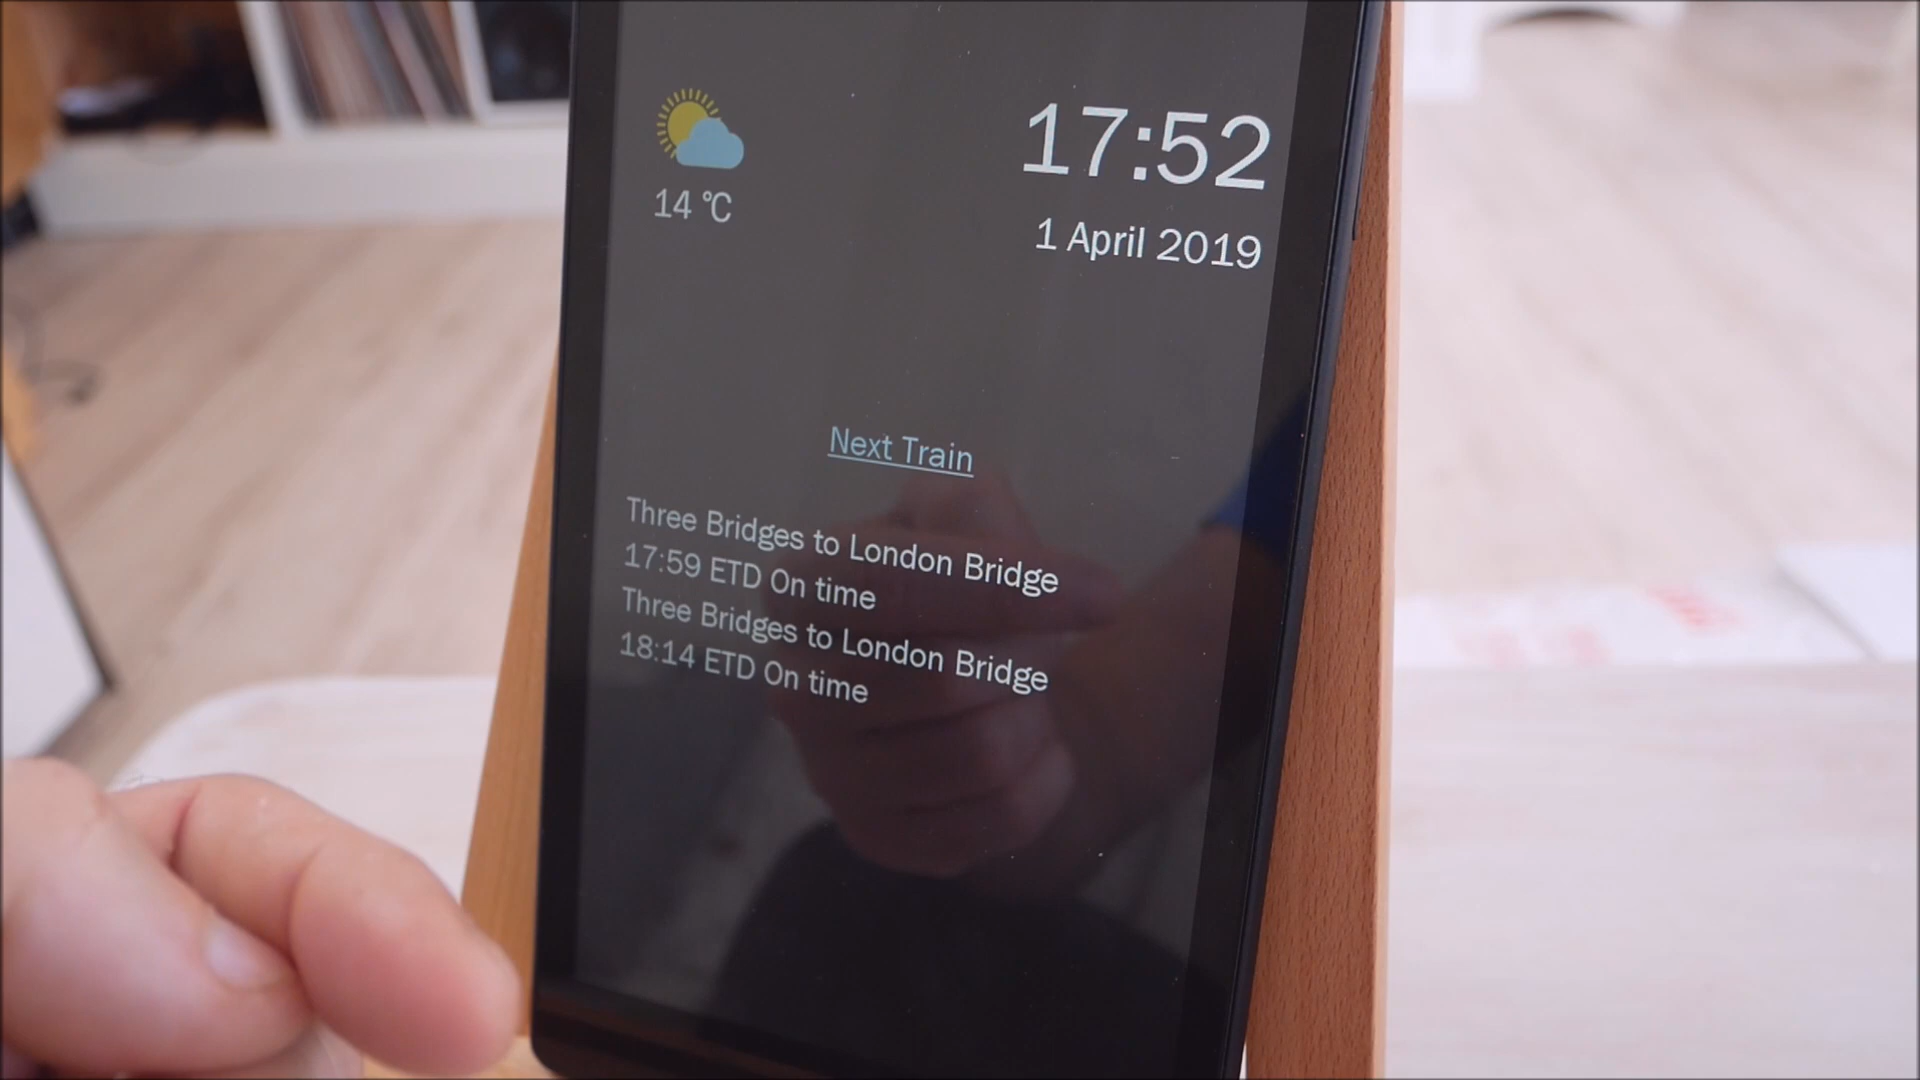 17:52
14 °C
1 April 2019
Next Train
Three Bridges to London Bridge
17:59 ETD On time
Three Bridges to London Bridge
18:14 ETD On time